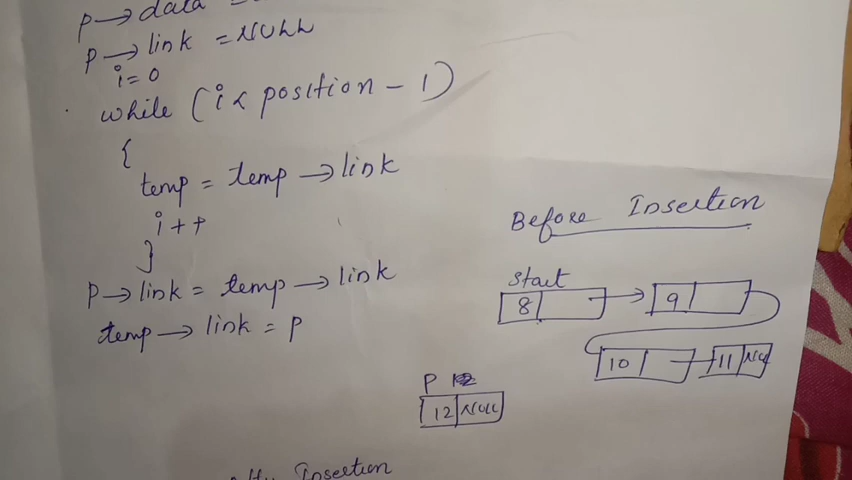 p → data =
p → link = NULL
i = 0
while (i < position - 1)
{
temp = temp → link
i++
}
p → link = temp → link
temp → link = p
Before Insertion
Start
8
9
10
11 NULL
P
12 NULL
Insertion